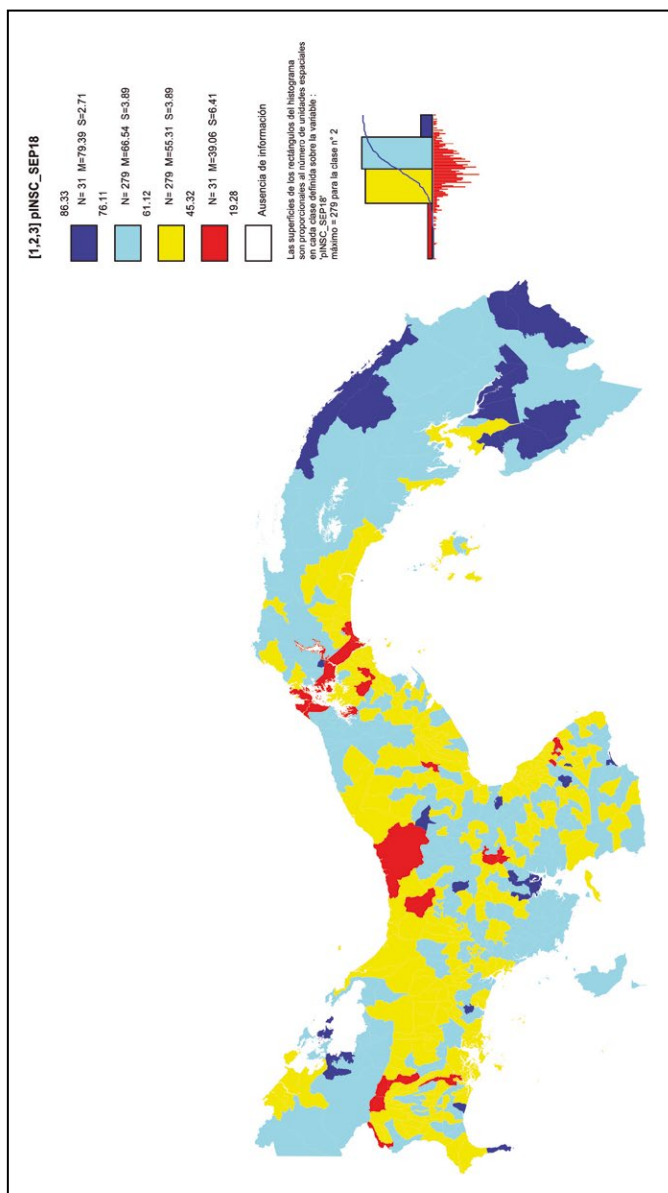 [1,2,3] pINSC_SEP18
86.33
N= 31 M=79.39 S=2.71
76.11
N= 279 M=66.54 S=3.89
61.12
N= 279 M=55.31 S=3.89
45.32
N= 31 M=39.06 S=6.41
19.28
Ausencia de información
Las superficies de los rectángulos del histograma
son proporcionales al número de unidades espaciales
en cada clase definida sobre la variable :
'pINSC_SEP18'
máximo = 279 para la clase n° 2